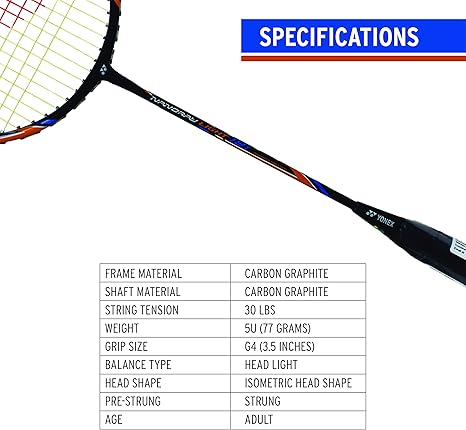 SPECIFICATIONS
NANORAY LIGHT
YONEX
FRAME MATERIAL CARBON GRAPHITE
SHAFT MATERIAL CARBON GRAPHITE
STRING TENSION 30 LBS
WEIGHT 5U (77 GRAMS)
GRIP SIZE G4 (3.5 INCHES)
BALANCE TYPE HEAD LIGHT
HEAD SHAPE ISOMETRIC HEAD SHAPE
PRE-STRUNG STRUNG
AGE ADULT